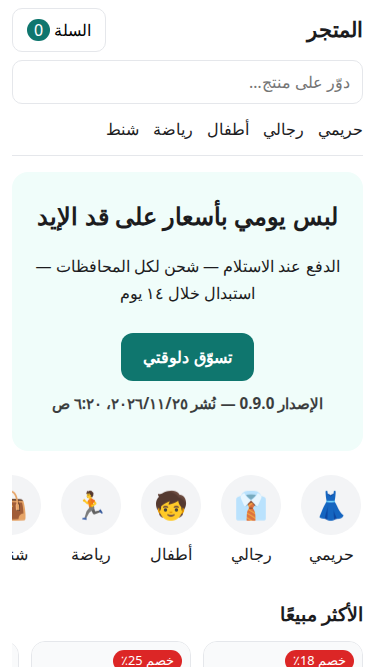 المتجر
السلة 0
دوّر على منتج...
حريمي رجالي أطفال رياضة شنط
لبس يومي بأسعار على قد الإيد
الدفع عند الاستلام — شحن لكل المحافظات —
استبدال خلال ١٤ يوم
تسوّق دلوقتي
الإصدار 0.9.0 — نُشر ٢٠٢٦/١١/٢٥، ٦:٢٠ ص
حريمي رجالي أطفال رياضة
الأكثر مبيعًا
خصم 18٪ خصم 25٪